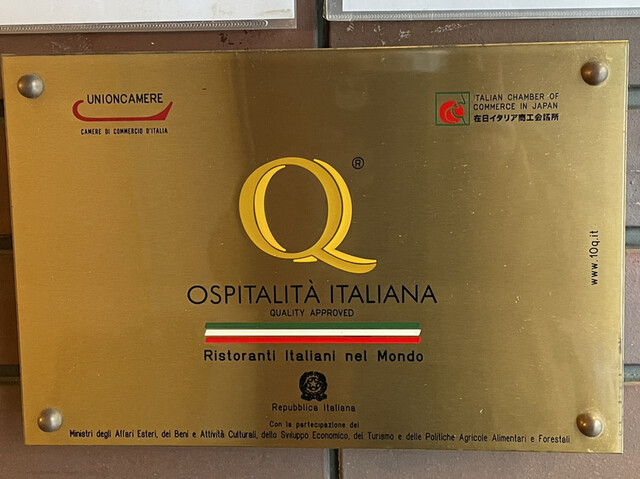 UNIONCAMERE
CAMERE DI COMMERCIO D'ITALIA
ITALIAN CHAMBER OF
COMMERCE IN JAPAN
在日イタリア商工会議所
Q®
OSPITALITÀ ITALIANA
QUALITY APPROVED
Ristoranti Italiani nel Mondo
www.10q.it
Repubblica Italiana
Con la partecipazione dei
Ministri degli Affari Esteri, dei Beni e Attività Culturali, dello Sviluppo Economico, del Turismo e delle Politiche Agricole Alimentari e Forestali